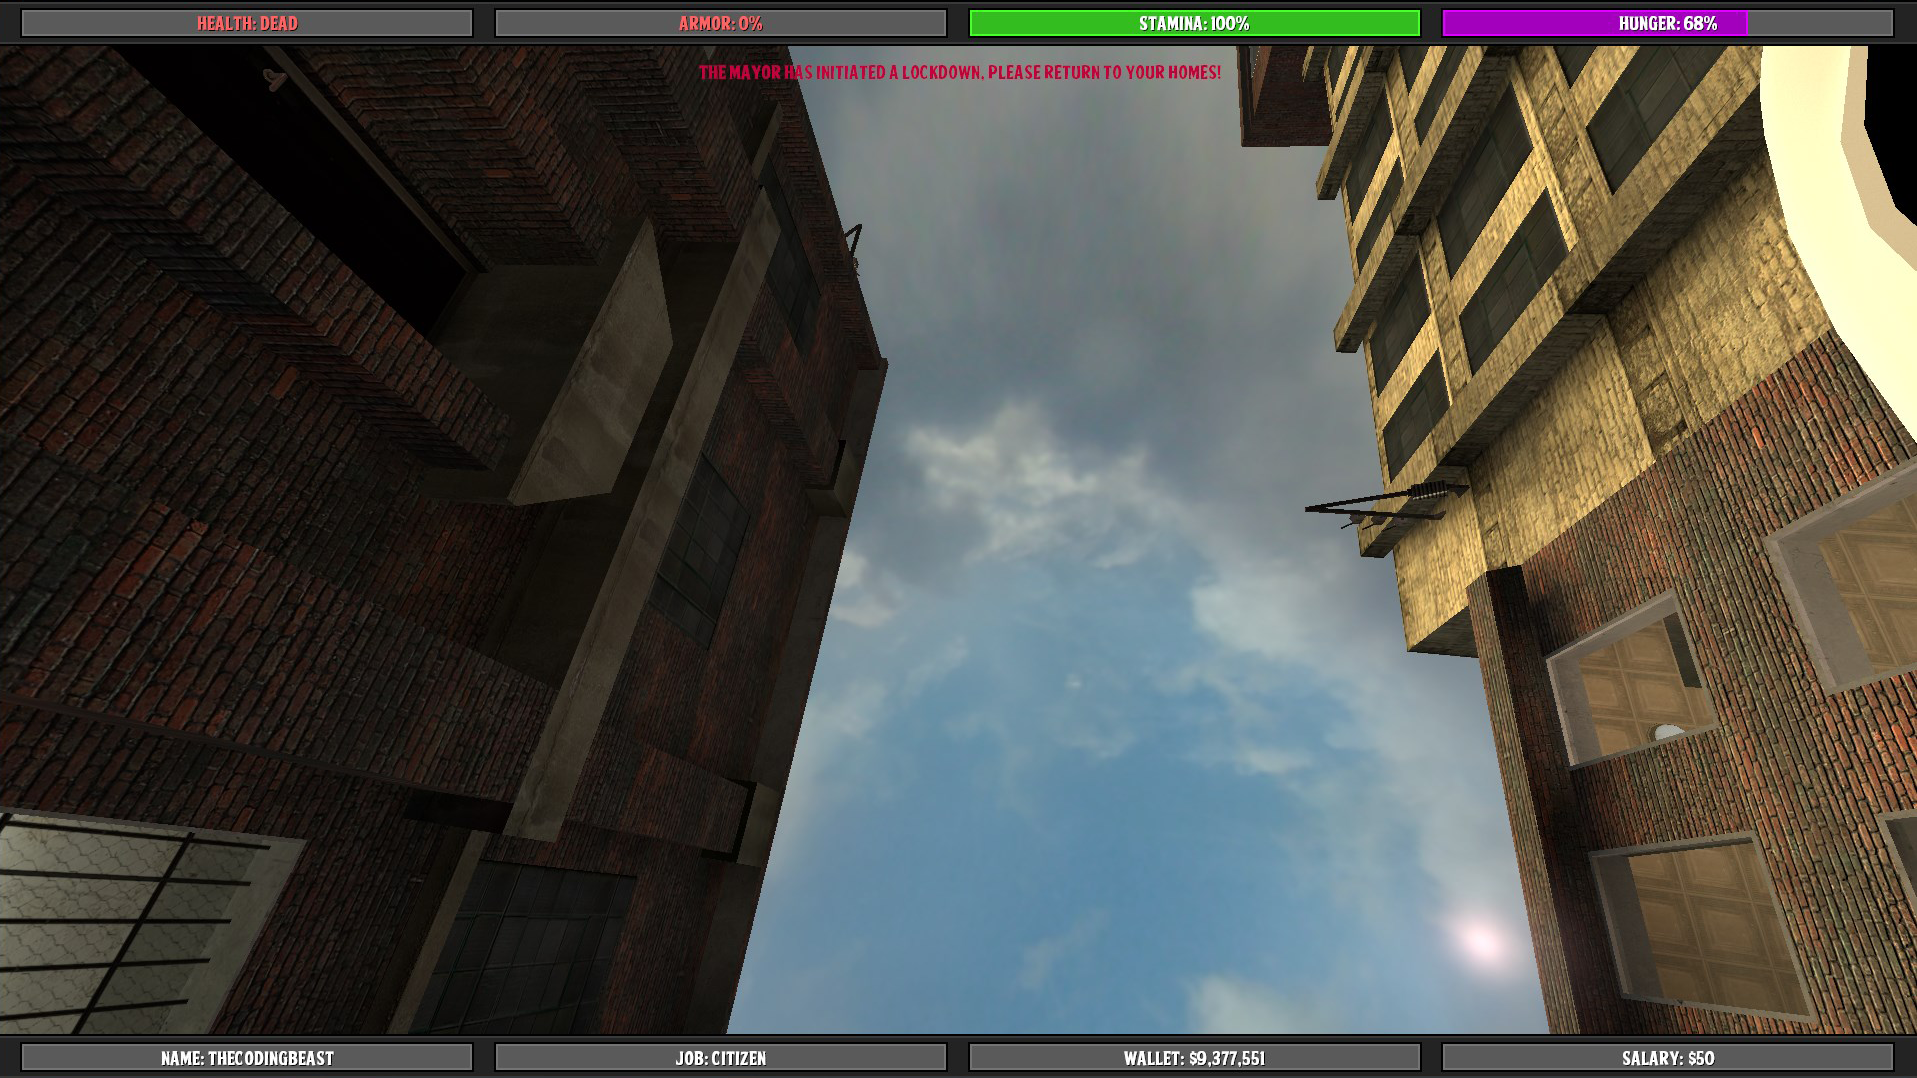 HEALTH: DEAD
ARMOR: 0%
STAMINA: 100%
HUNGER: 68%
THE MAYOR HAS INITIATED A LOCKDOWN, PLEASE RETURN TO YOUR HOMES!
NAME: THECODINGBEAST
JOB: CITIZEN
WALLET: $9,377,551
SALARY: $50